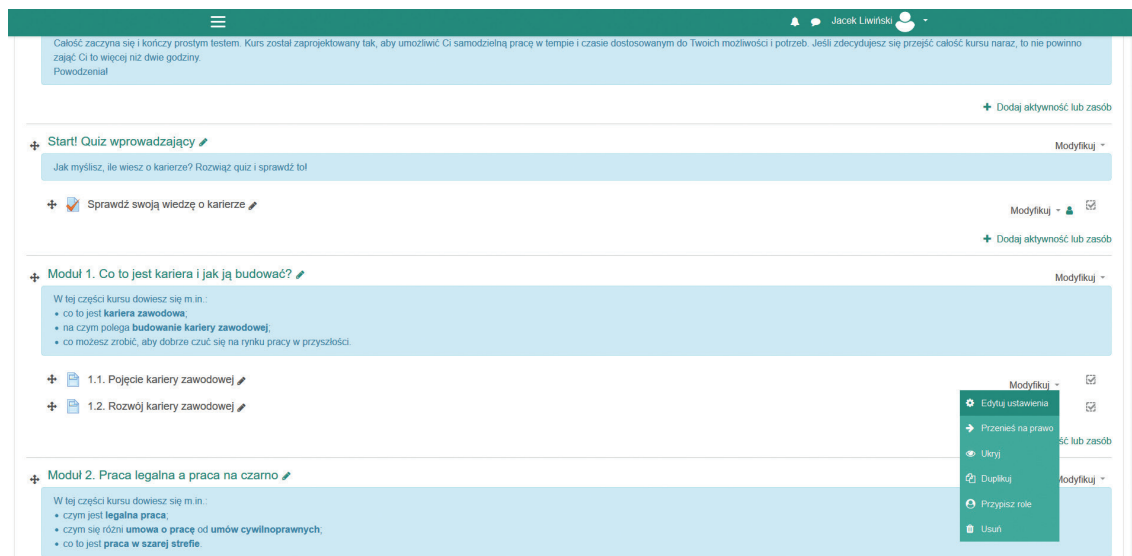 Jacek Liwiński
Całość zaczyna się i kończy prostym testem. Kurs został zaprojektowany tak, aby umożliwić Ci samodzielną pracę w tempie i czasie dostosowanym do Twoich możliwości i potrzeb. Jeśli zdecydujesz się przejść całość kursu naraz, to nie powinno
zająć Ci to więcej niż dwie godziny.
Powodzenia!
Dodaj aktywność lub zasób
Start! Quiz wprowadzający
Modyfikuj
Jak myślisz, ile wiesz o karierze? Rozwiąż quiz i sprawdź to!
Sprawdź swoją wiedzę o karierze
Modyfikuj
Dodaj aktywność lub zasób
Moduł 1. Co to jest kariera i jak ją budować?
Modyfikuj
W tej części kursu dowiesz się m.in.:
• co to jest kariera zawodowa;
• na czym polega budowanie kariery zawodowej;
• co możesz zrobić, aby dobrze czuć się na rynku pracy w przyszłości.
1.1. Pojęcie kariery zawodowej
Modyfikuj
Edytuj ustawienia
1.2. Rozwój kariery zawodowej
Przenieś na prawo
ść lub zasób
Ukryj
Moduł 2. Praca legalna a praca na czarno
Duplikuj
Modyfikuj
W tej części kursu dowiesz się m.in.:
• czym jest legalna praca;
Przypisz role
• czym się różni umowa o pracę od umów cywilnoprawnych;
Usuń
• co to jest praca w szarej strefie.